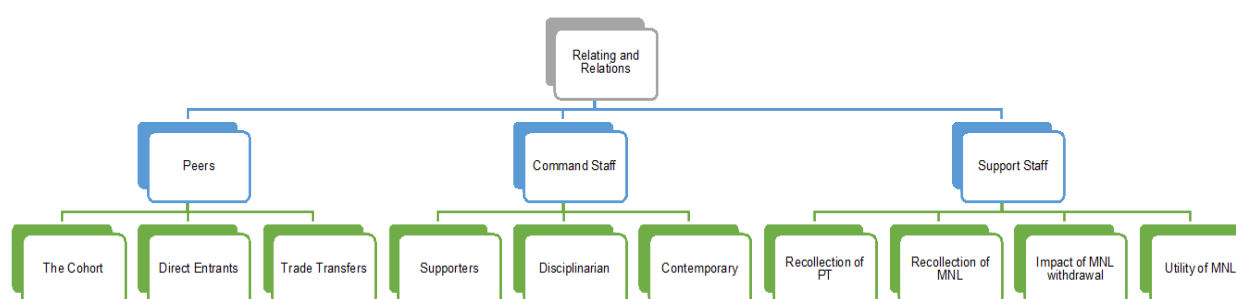 Relating and
Relations
Peers
Command Staff
Support Staff
The Cohort
Direct Entrants
Trade Transfers
Supporters
Disciplinarian
Contemporary
Recollection of
PT
Recollection of
MNL
Impact of MNL
withdrawal
Utility of MNL